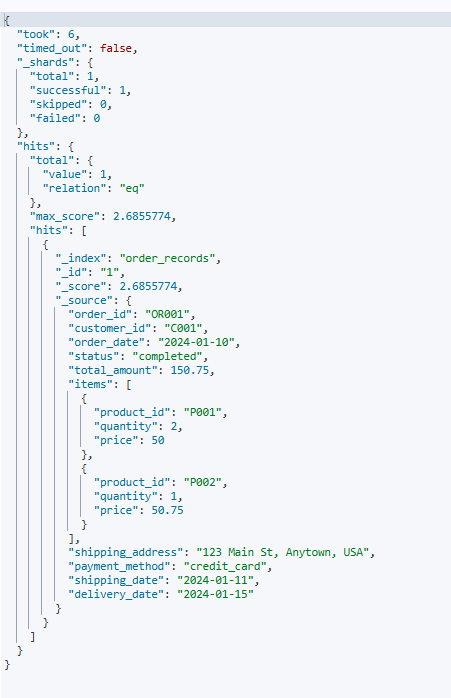 {
  "took": 6,
  "timed_out": false,
  "_shards": {
    "total": 1,
    "successful": 1,
    "skipped": 0,
    "failed": 0
  },
  "hits": {
    "total": {
      "value": 1,
      "relation": "eq"
    },
    "max_score": 2.6855774,
    "hits": [
      {
        "_index": "order_records",
        "_id": "1",
        "_score": 2.6855774,
        "_source": {
          "order_id": "OR001",
          "customer_id": "C001",
          "order_date": "2024-01-10",
          "status": "completed",
          "total_amount": 150.75,
          "items": [
            {
              "product_id": "P001",
              "quantity": 2,
              "price": 50
            },
            {
              "product_id": "P002",
              "quantity": 1,
              "price": 50.75
            }
          ],
          "shipping_address": "123 Main St, Anytown, USA",
          "payment_method": "credit_card",
          "shipping_date": "2024-01-11",
          "delivery_date": "2024-01-15"
        }
      }
    ]
  }
}